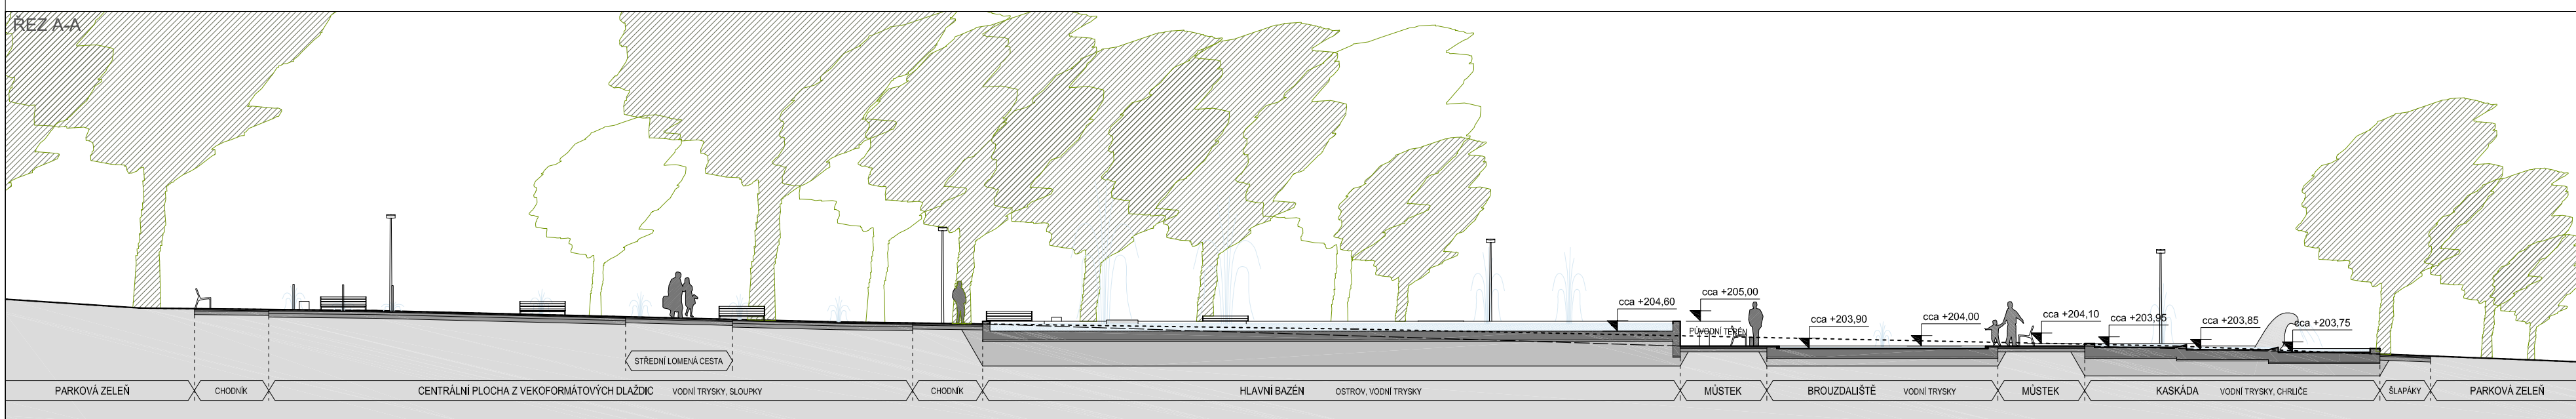 ŘEZ A-A
cca +204,60
cca +205,00
PŮVODNÍ TERÉN
cca +203,90
cca +204,00
cca +204,10
cca +203,95
cca +203,85
cca +203,75
STŘEDNÍ LOMENÁ CESTA
PARKOVÁ ZELEŇ
CHODNÍK
CENTRÁLNÍ PLOCHA Z VEKOFORMÁTOVÝCH DLAŽDIC VODNÍ TRYSKY, SLOUPKY
CHODNÍK
HLAVNÍ BAZÉN OSTROV, VODNÍ TRYSKY
MŮSTEK
BROUZDALIŠTĚ VODNÍ TRYSKY
MŮSTEK
KASKÁDA VODNÍ TRYSKY, CHRLIČE
ŠLAPÁKY
PARKOVÁ ZELEŇ